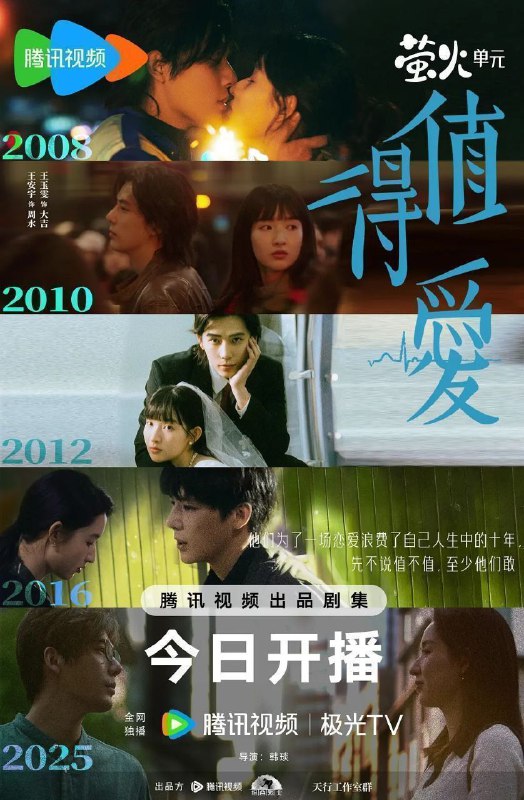 腾讯视频
萤火单元
值得愛
2008
王玉雯 饰 大吉
王安宇 饰 周水
2010
2012
他们为了一场恋爱浪费了自己人生中的十年，
先不说值不值，至少他们敢
2016
腾讯视频出品剧集
今日开播
全网独播
腾讯视频 | 极光TV
导演：韩琰
2025
出品方 腾讯视频
天行工作室群